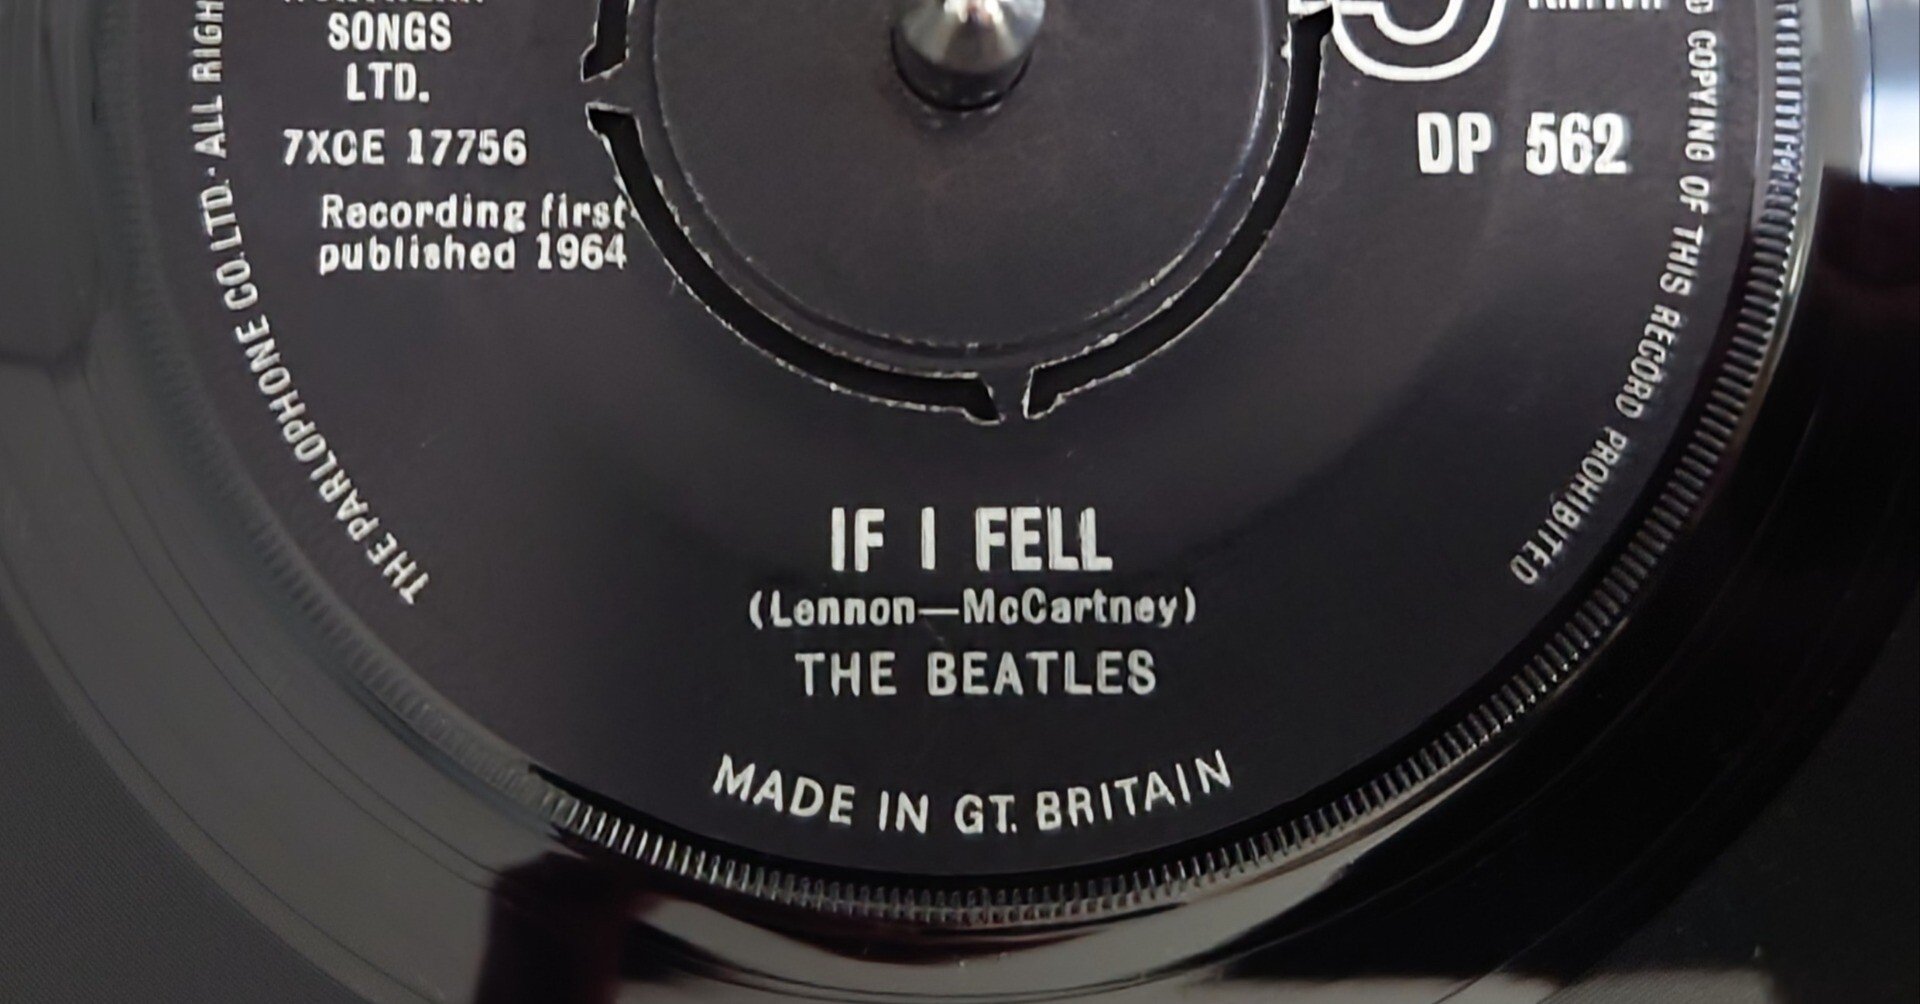 SONGS
LTD.
7XCE 17756
Recording first
published 1964
DP 562
IF I FELL
(Lennon—McCartney)
THE BEATLES
MADE IN GT. BRITAIN
THE PARLOPHONE CO. LTD. · ALL RIGH
COPYING OF THIS RECORD PROHIBITED